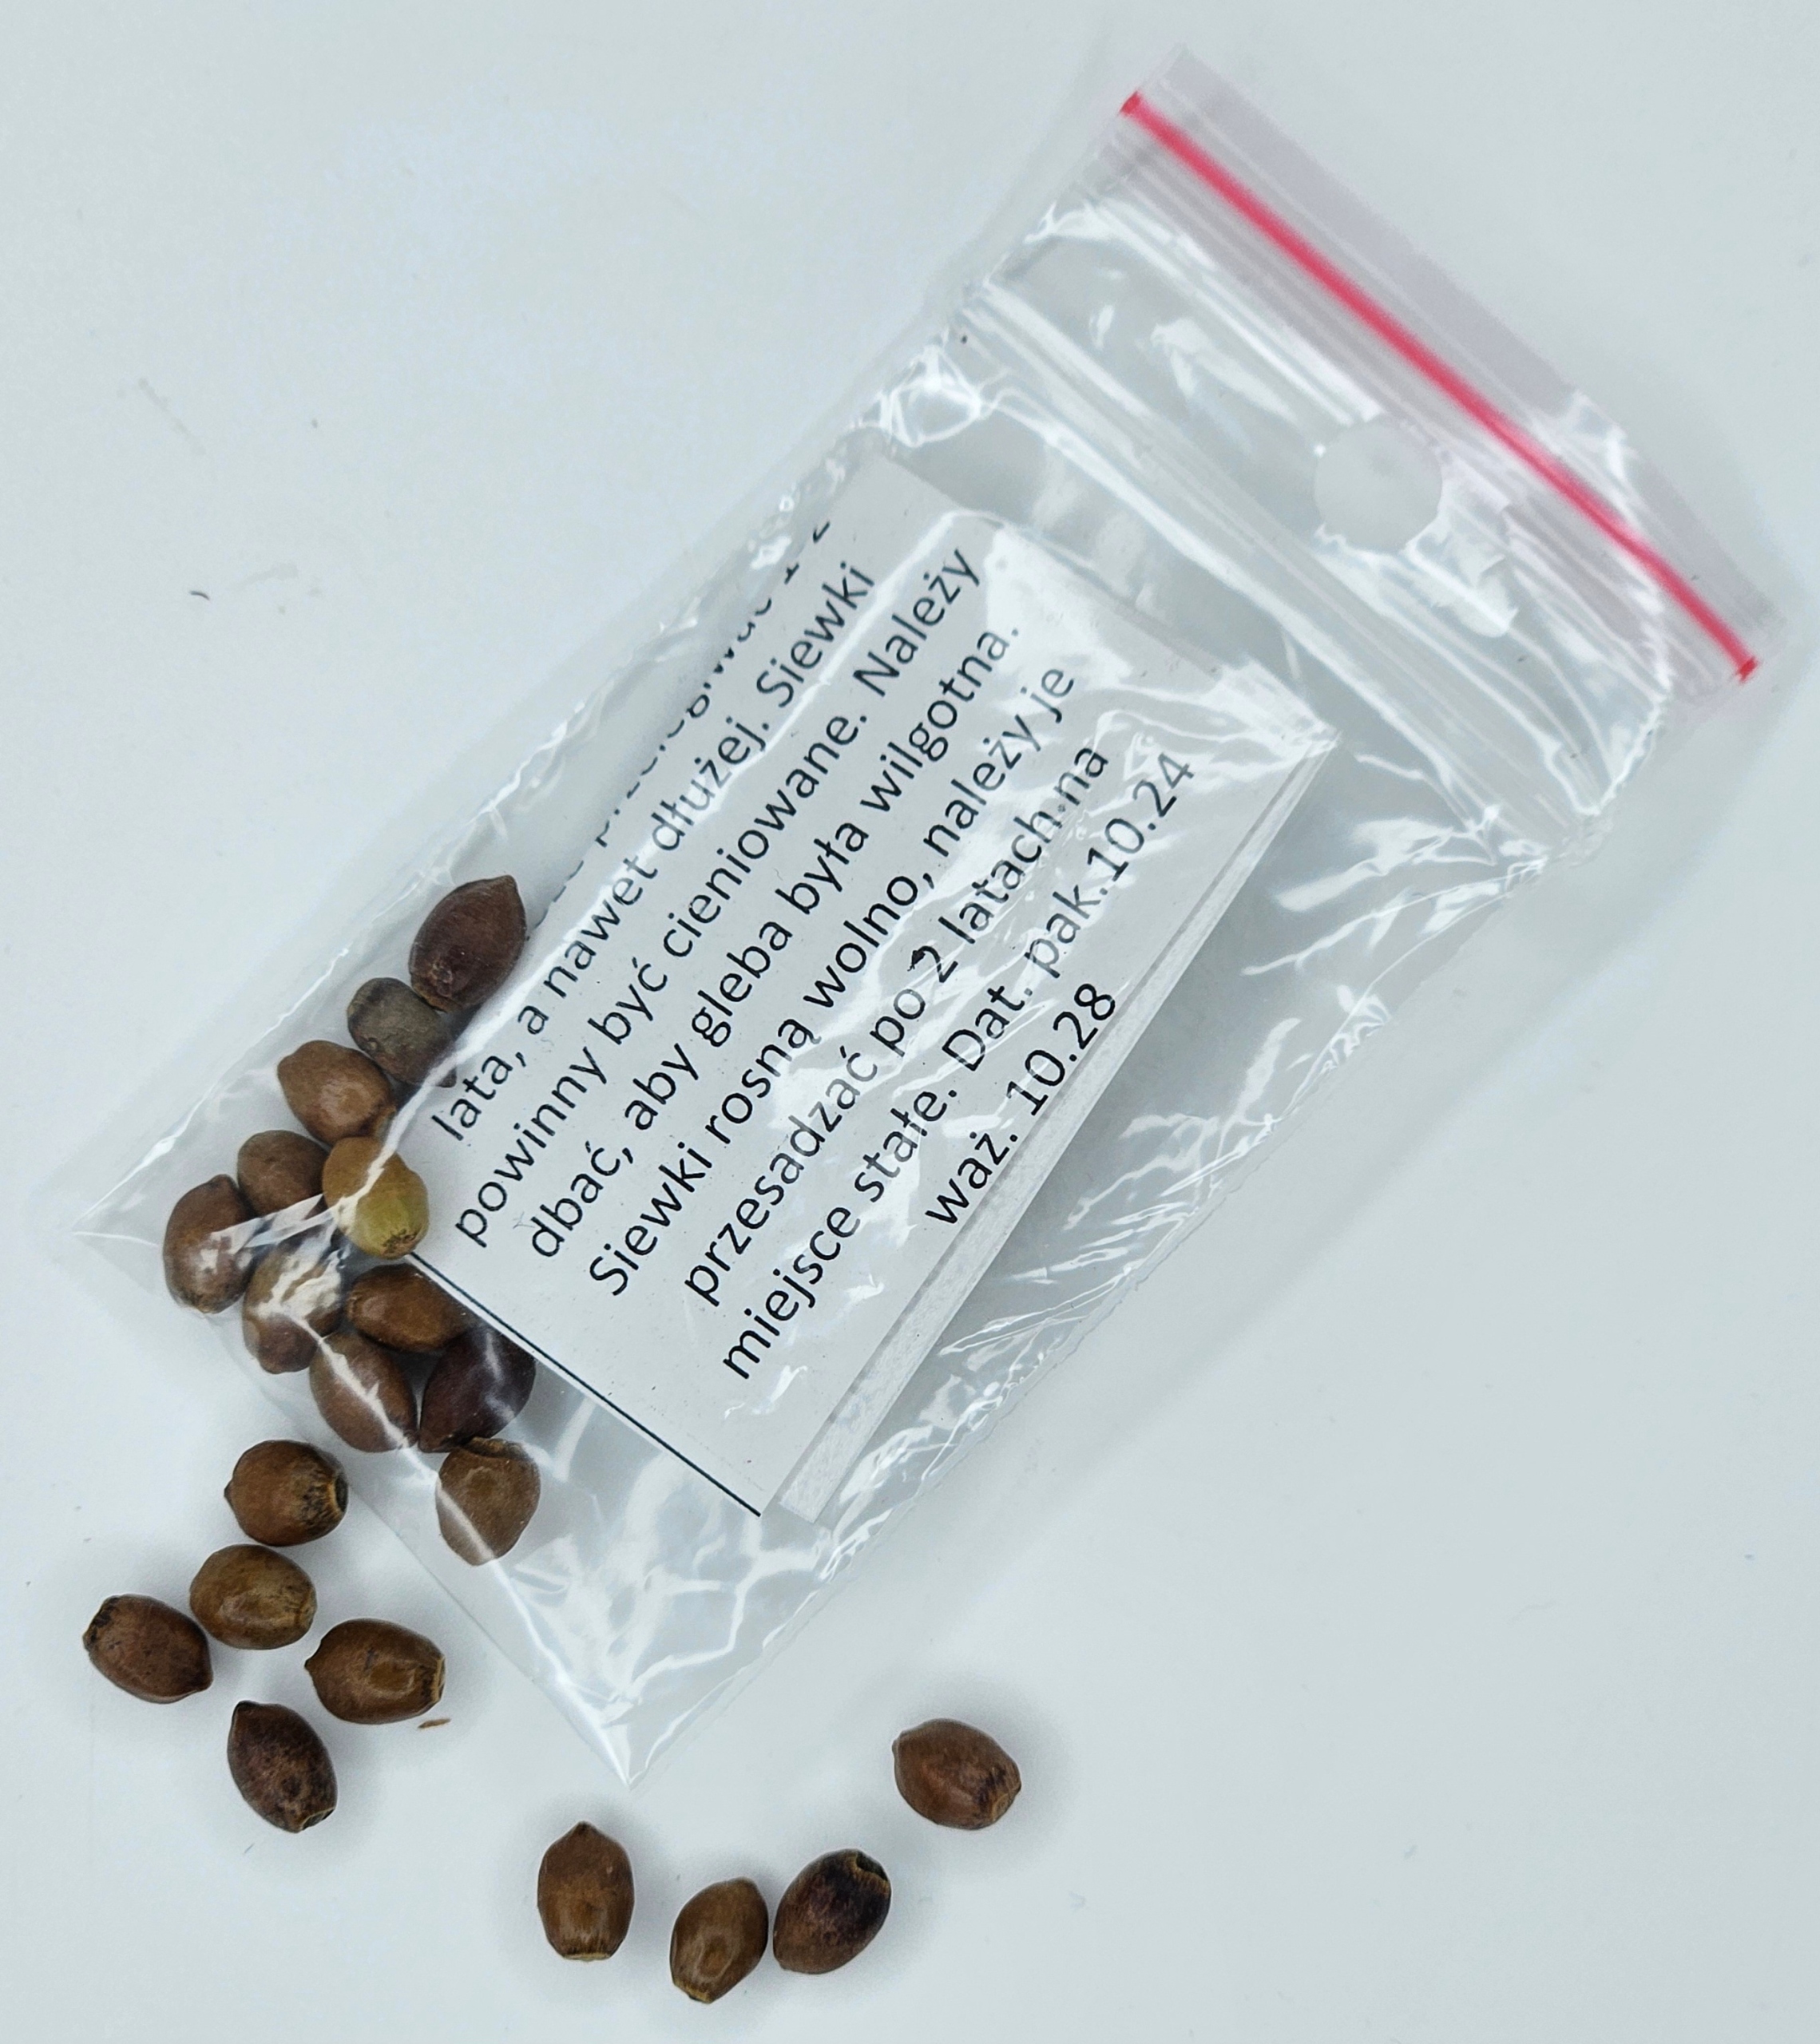 lata, a nawet dłużej. Siewki
powinny być cieniowane. Należy
dbać, aby gleba była wilgotna.
Siewki rosną wolno, należy je
przesadzać po 2 latach na
miejsce stałe. Dat. pak.10.24
waż. 10.28